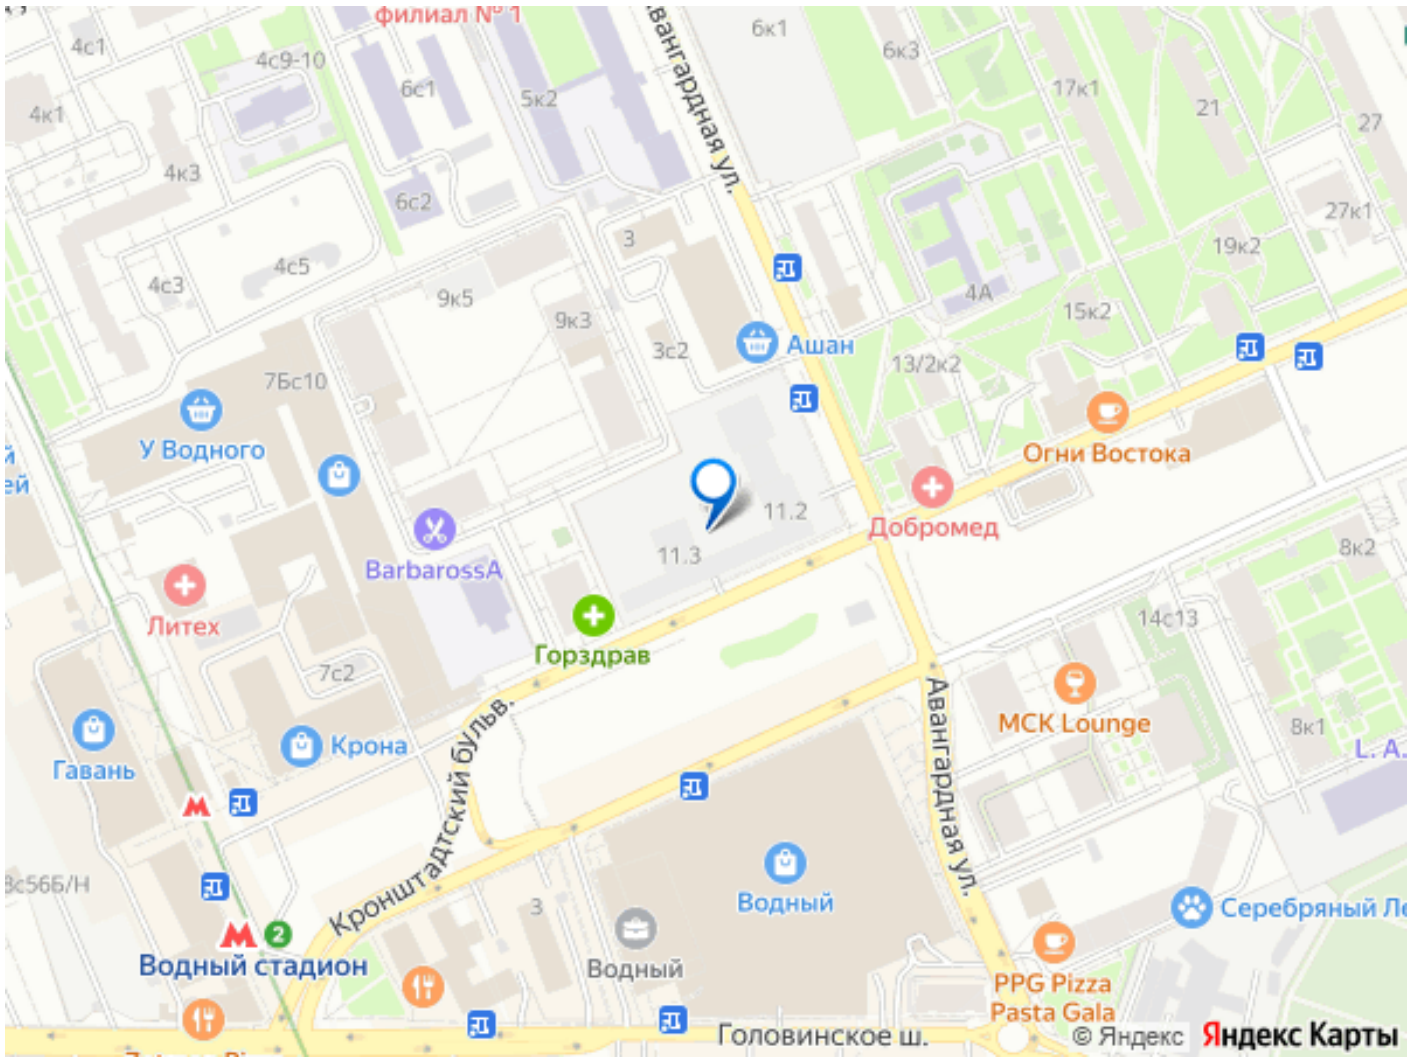 филиал № 1
6к1
Авангардная ул.
4с1
4с9-10
6к3
6с1
5к2
17к1
21
4к1
27
4к3
6с2
27к1
3
19к2
4с5
4с3
4А
9к5
9к3
15к2
Ашан
3с2
13/2к2
7Бс10
У Водного
Огни Востока
й
ей
11.2
Добромед
11.3
8к2
BarbarossA
Литех
14с13
Горздрав
7с2
Кронштадтский бульв.
Авангардная ул.
МСК Lounge
8к1
Крона
L. A.
Гавань
Водный
3с56Б/Н
3
Серебряный Ле
2
Водный стадион
Водный
PPG Pizza
Pasta Gala
Головинское ш.
© Яндекс Яндекс Карты